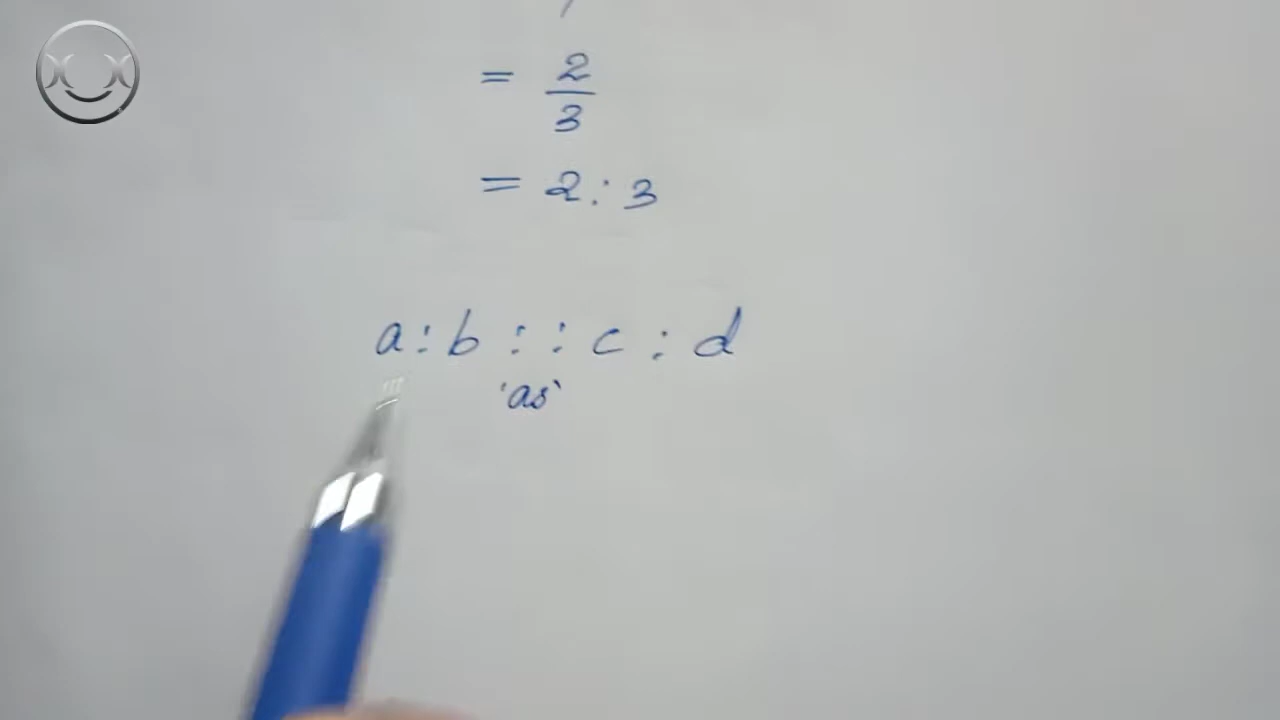 = 2/3
= 2 : 3
a : b : : c : d
'as'